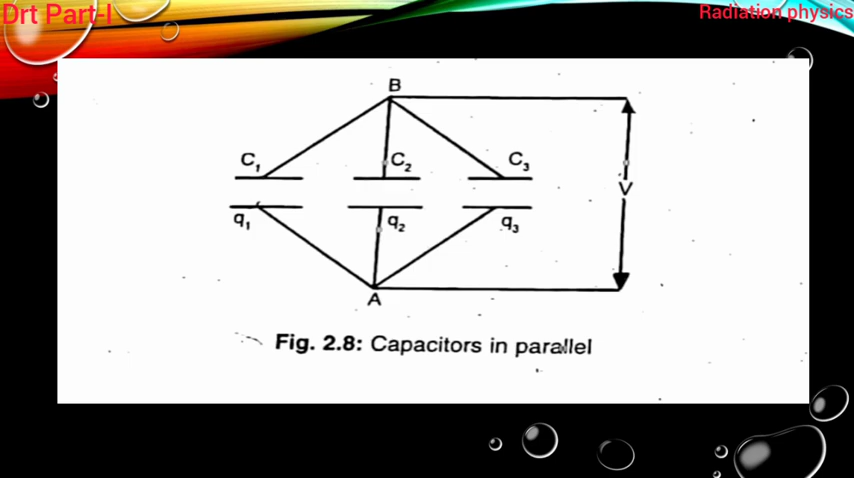 Drt Part-I
Radiation physics
B
C₁ C₂ C₃
V
q₁ q₂ q₃
A
Fig. 2.8: Capacitors in parallel